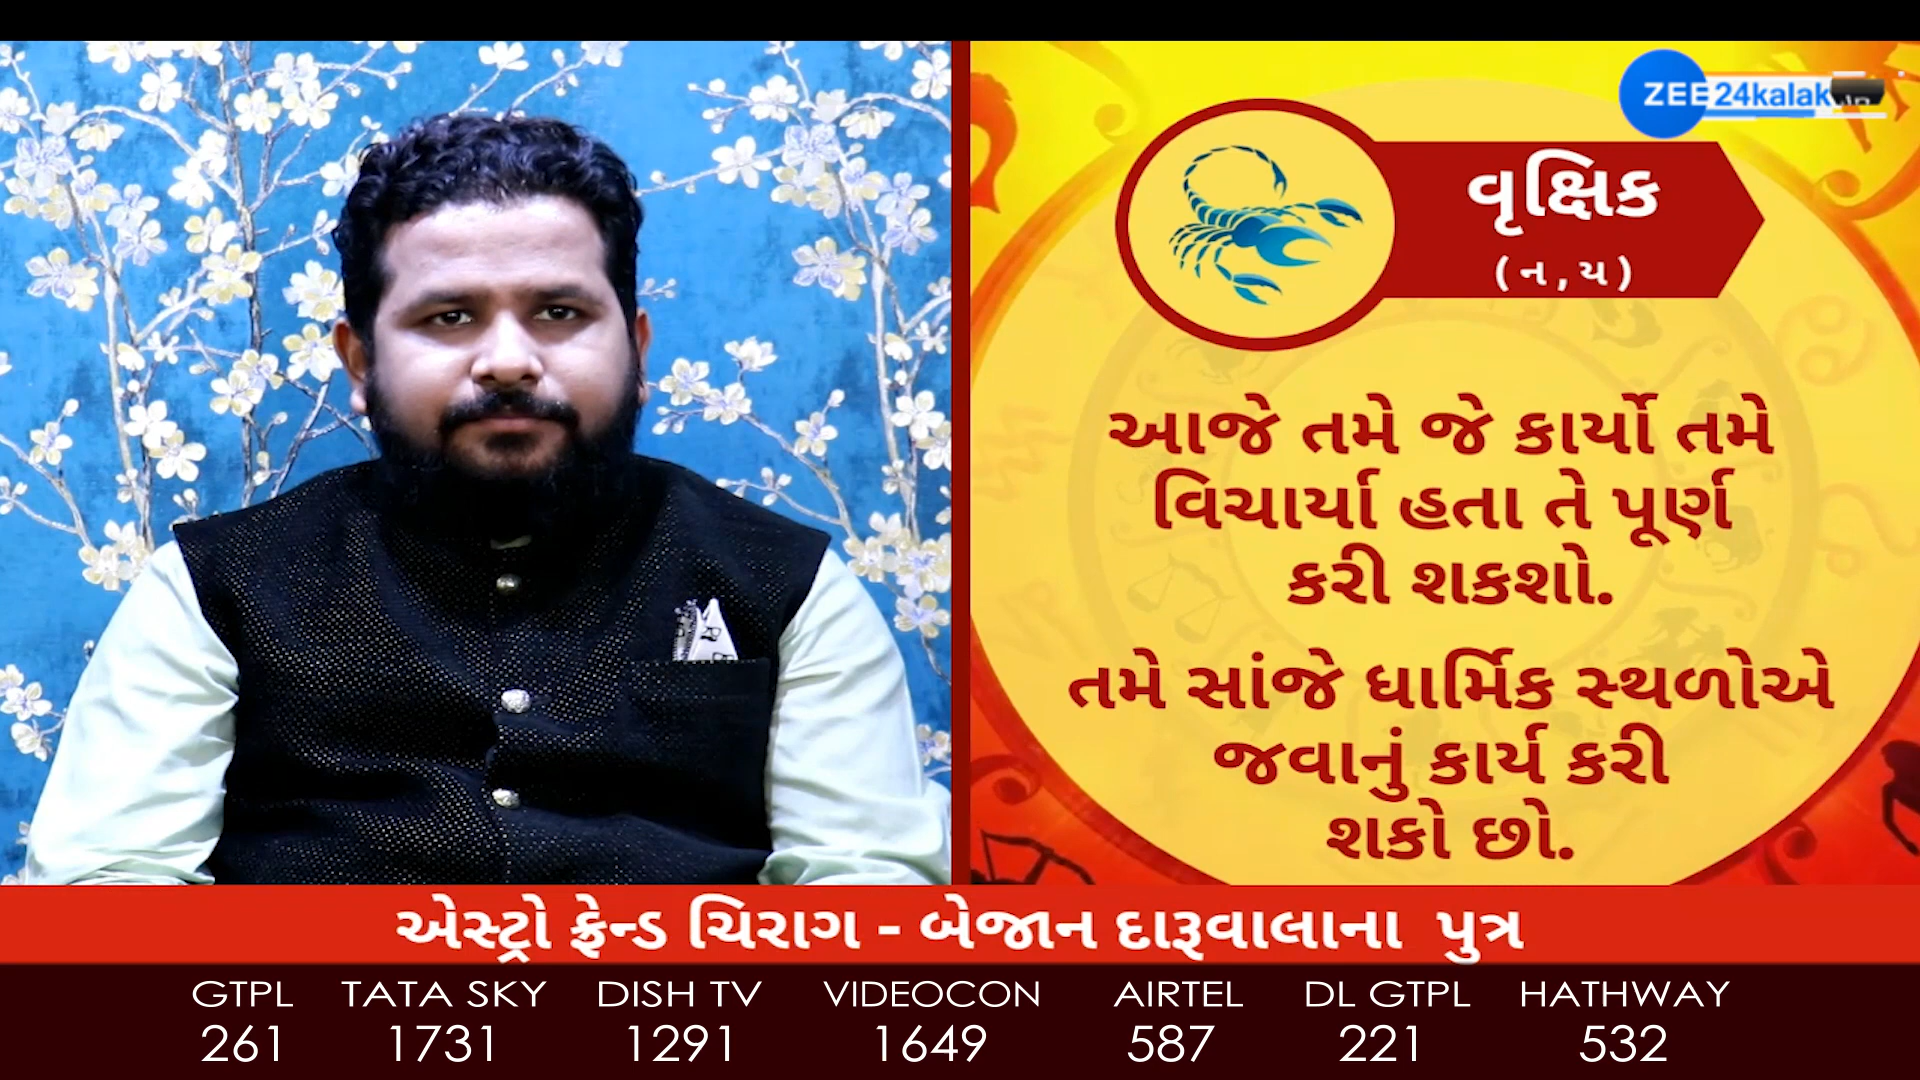 ZEE 24kalak
વૃશ્ચિક
( ન , ય )
આજે તમે જે કાર્યો તમે
વિચાર્યા હતા તે પૂર્ણ
કરી શકશો.
તમે સાંજે ધાર્મિક સ્થળોએ
જવાનું કાર્ય કરી
શકો છો.
એસ્ટ્રો ફ્રેન્ડ ચિરાગ - બેજાન દારૂવાલાના પુત્ર
GTPL TATA SKY DISH TV VIDEOCON AIRTEL DL GTPL HATHWAY
261 1731 1291 1649 587 221 532